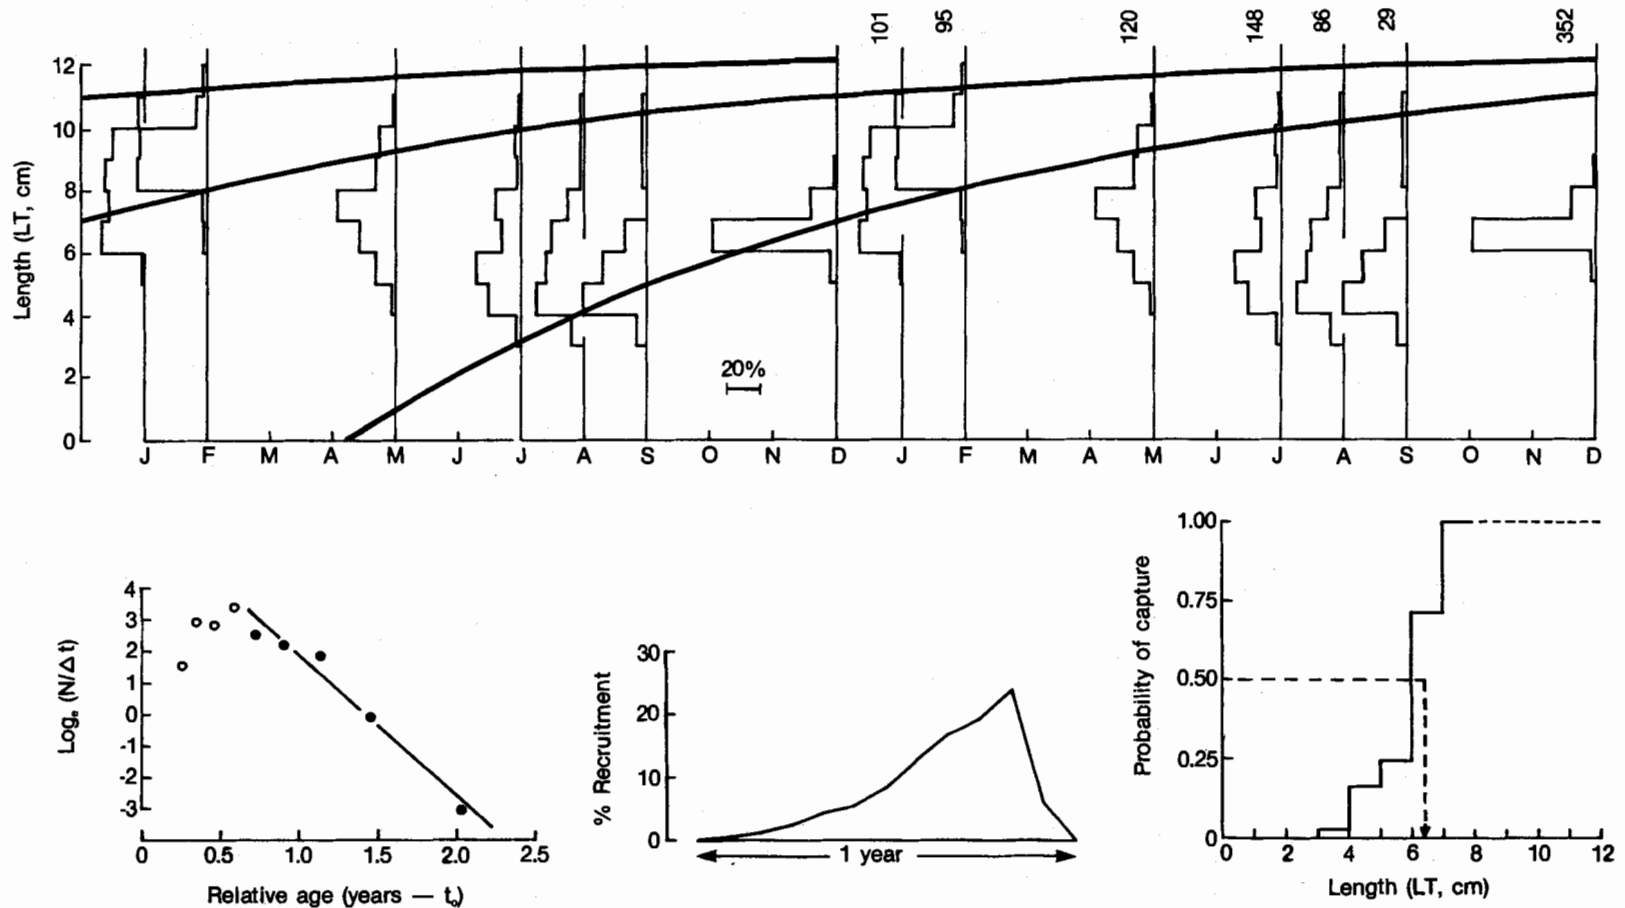 101 95 120 148 86 29 352
12
10
8
6
4
2
0
Length (LT, cm)
20%
J F M A M J J A S O N D J F M A M J J A S O N D
4
3
2
1
0
-1
-2
-3
Logₑ (N/Δt)
0 0.5 1.0 1.5 2.0 2.5
Relative age (years — tₒ)
30
20
10
0
% Recruitment
1 year
1.00
0.75
0.50
0.25
0
Probability of capture
0 2 4 6 8 10 12
Length (LT, cm)